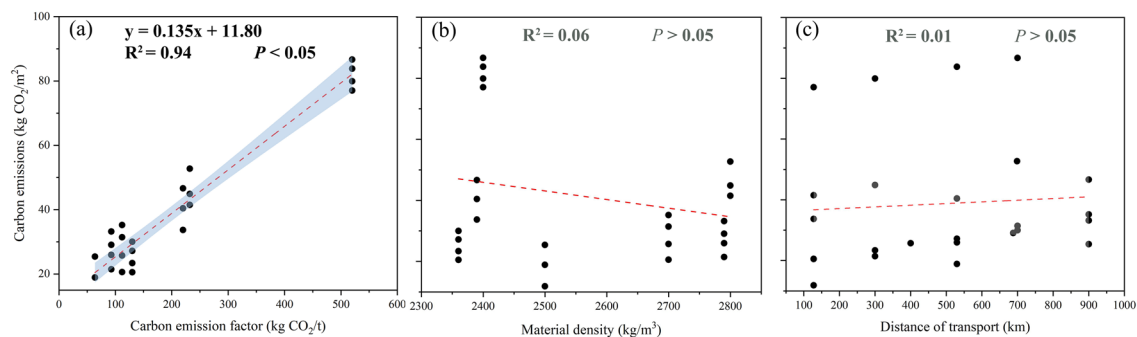 (a)
y = 0.135x + 11.80
R² = 0.94 P < 0.05
Carbon emissions (kg CO₂/m²)
100
80
60
40
20
0 100 200 300 400 500 600
Carbon emission factor (kg CO₂/t)
(b)
R² = 0.06 P > 0.05
2300 2400 2500 2600 2700 2800
Material density (kg/m³)
(c)
R² = 0.01 P > 0.05
100 200 300 400 500 600 700 800 900 1000
Distance of transport (km)